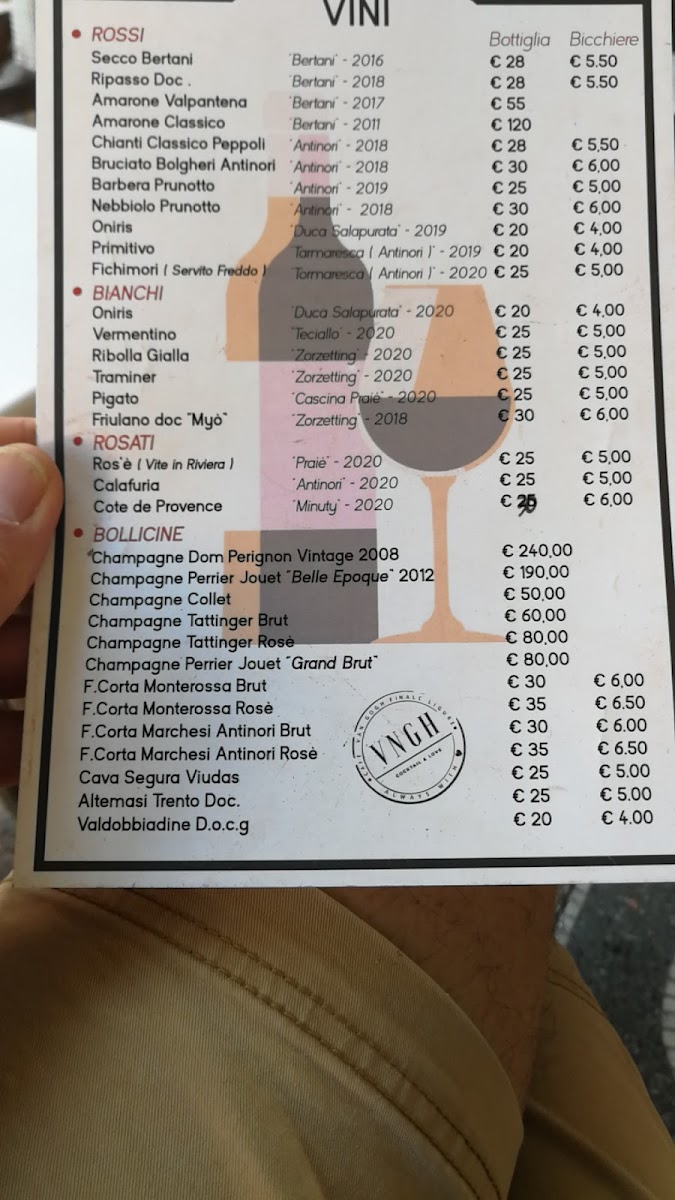 VINI
ROSSI Bottiglia Bicchiere
Secco Bertani "Bertani" - 2016 € 28 € 5.50
Ripasso Doc . "Bertani" - 2018 € 28 € 5.50
Amarone Valpantena "Bertani" - 2017 € 55
Amarone Classico "Bertani" - 2011 € 120
Chianti Classico Peppoli "Antinori" - 2018 € 28 € 5,50
Bruciato Bolgheri Antinori "Antinori" - 2018 € 30 € 6,00
Barbera Prunotto "Antinori" - 2019 € 25 € 5,00
Nebbiolo Prunotto "Antinori" - 2018 € 30 € 6,00
Oniris "Duca Salapurata" - 2019 € 20 € 4,00
Primitivo Tarmaresca ( Antinori )" - 2019 € 20 € 4,00
Fichimori ( Servito Freddo ) Tormaresca ( Antinori )" - 2020 € 25 € 5,00
BIANCHI
Oniris "Duca Salapurata" - 2020 € 20 € 4,00
Vermentino "Teciallo" - 2020 € 25 € 5,00
Ribolla Gialla "Zorzetting" - 2020 € 25 € 5,00
Traminer "Zorzetting" - 2020 € 25 € 5,00
Pigato "Cascina Praié" - 2020 € 25 € 5,00
Friulano doc "Myò" "Zorzetting" - 2018 € 30 € 6,00
ROSATI
Ros'è ( Vite in Riviera ) "Praiè" - 2020 € 25 € 5,00
Calafuria "Antinori" - 2020 € 25 € 5,00
Cote de Provence "Minuty" - 2020 € € 6,00
BOLLICINE
Champagne Dom Perignon Vintage 2008 € 240,00
Champagne Perrier Jouet "Belle Epoque" 2012 € 190,00
Champagne Collet € 50,00
Champagne Tattinger Brut € 60,00
Champagne Tattinger Rosè € 80,00
Champagne Perrier Jouet "Grand Brut" € 80,00
F.Corta Monterossa Brut € 30 € 6,00
F.Corta Monterossa Rosè € 35 € 6.50
F.Corta Marchesi Antinori Brut € 30 € 6.00
F.Corta Marchesi Antinori Rosè € 35 € 6.50
Cava Segura Viudas € 25 € 5.00
Altemasi Trento Doc. € 25 € 5.00
Valdobbiadine D.o.c.g € 20 € 4.00
VAN GOGH FINALE LIGURE
VNGH
COCKTAIL & LOVE
ALWAYS WITH